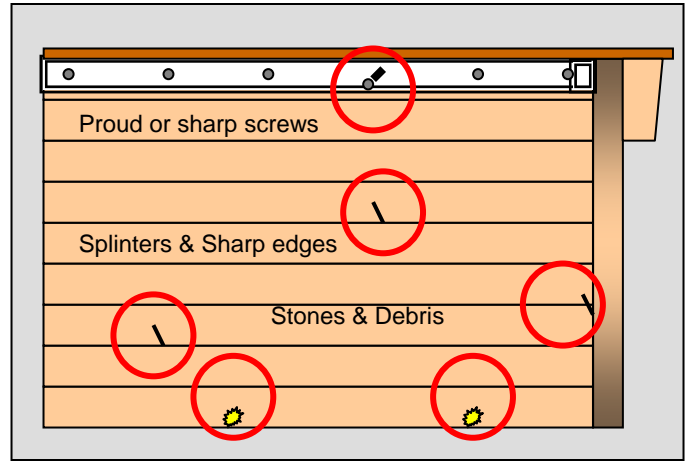 Proud or sharp screws
Splinters & Sharp edges
Stones & Debris